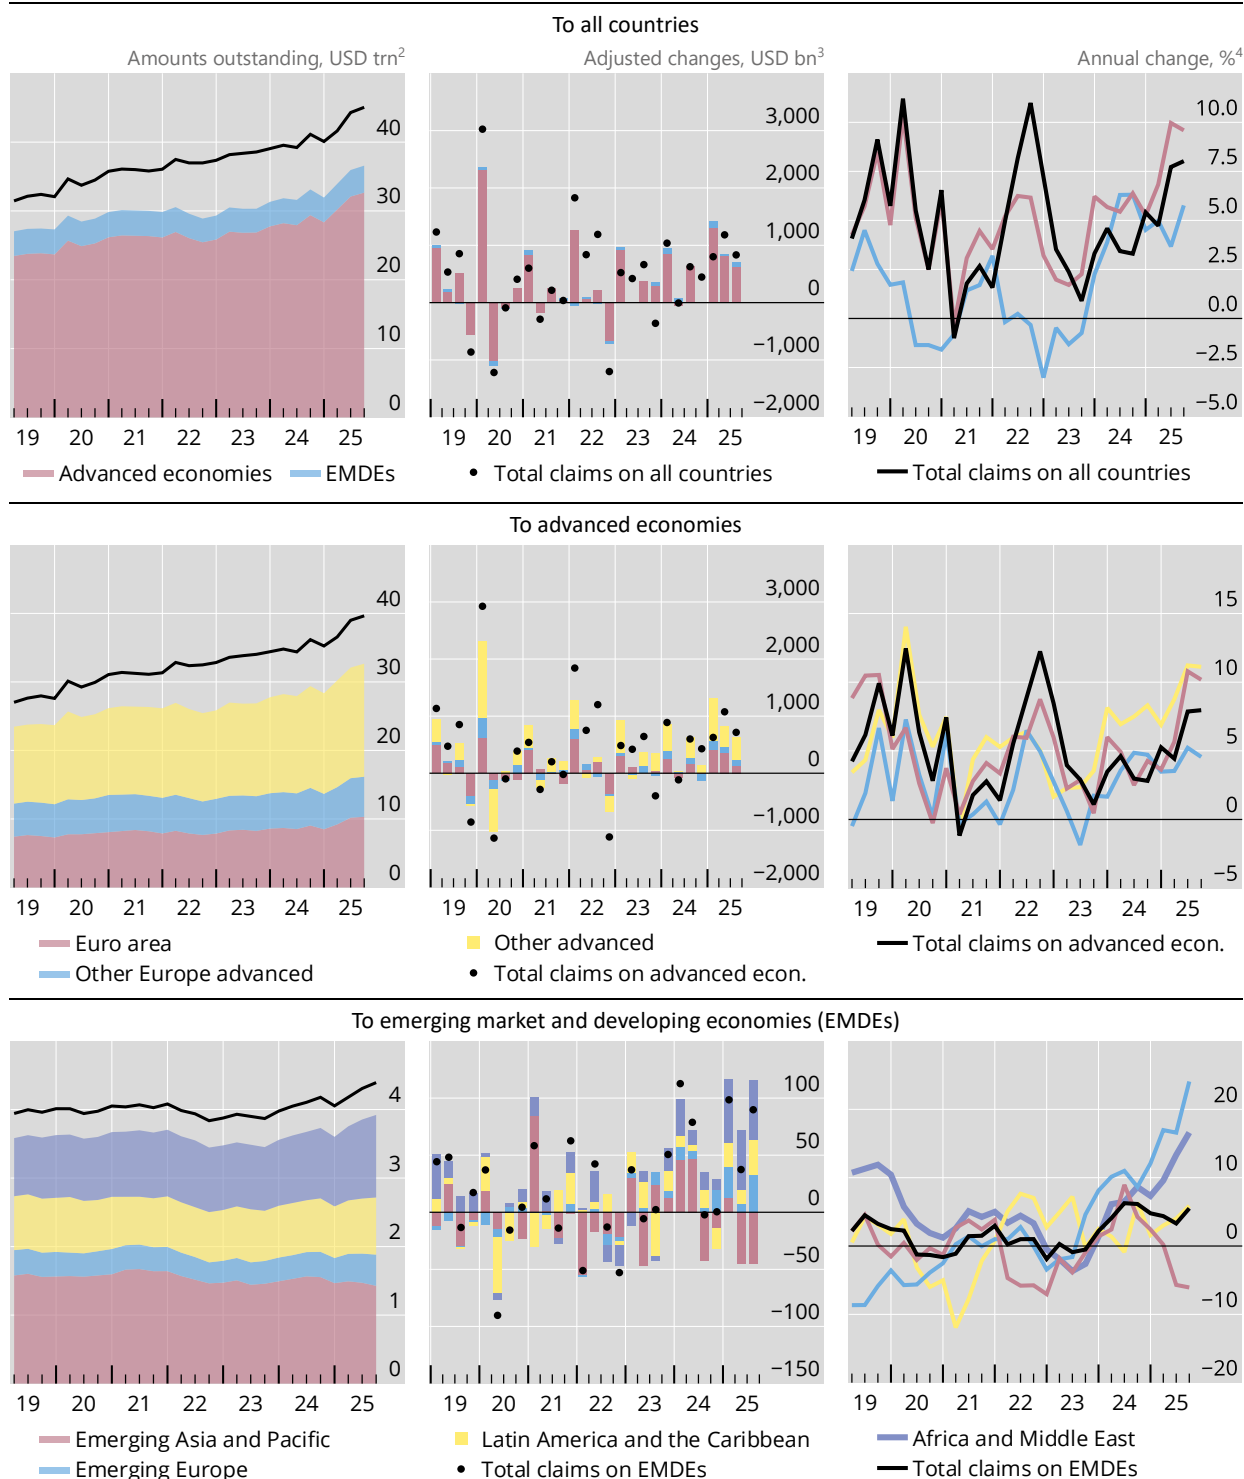 To all countries
Amounts outstanding, USD trn2
Adjusted changes, USD bn3
Annual change, %4
40
30
20
10
0
19 20 21 22 23 24 25
3,000
2,000
1,000
0
−1,000
−2,000
19 20 21 22 23 24 25
10.0
7.5
5.0
2.5
0.0
−2.5
−5.0
19 20 21 22 23 24 25
Advanced economies EMDEs
Total claims on all countries
Total claims on all countries
To advanced economies
40
30
20
10
0
19 20 21 22 23 24 25
3,000
2,000
1,000
0
−1,000
−2,000
19 20 21 22 23 24 25
15
10
5
0
−5
19 20 21 22 23 24 25
Euro area
Other Europe advanced
Other advanced
Total claims on advanced econ.
Total claims on advanced econ.
To emerging market and developing economies (EMDEs)
4
3
2
1
0
19 20 21 22 23 24 25
100
50
0
−50
−100
−150
19 20 21 22 23 24 25
20
10
0
−10
−20
19 20 21 22 23 24 25
Emerging Asia and Pacific
Emerging Europe
Latin America and the Caribbean
Total claims on EMDEs
Africa and Middle East
Total claims on EMDEs